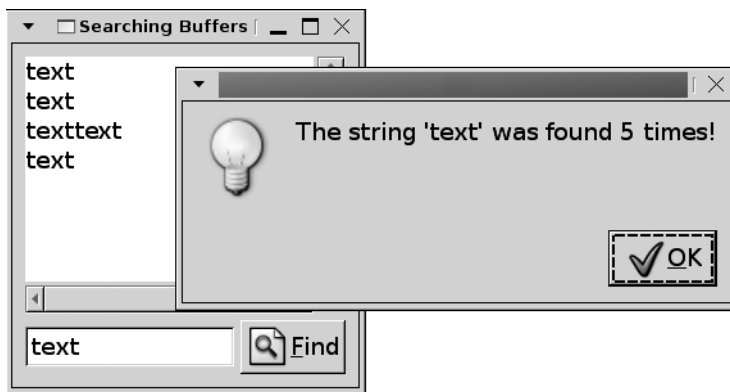 Searching Buffers
text
text
texttext
text
The string 'text' was found 5 times!
OK
text
Find